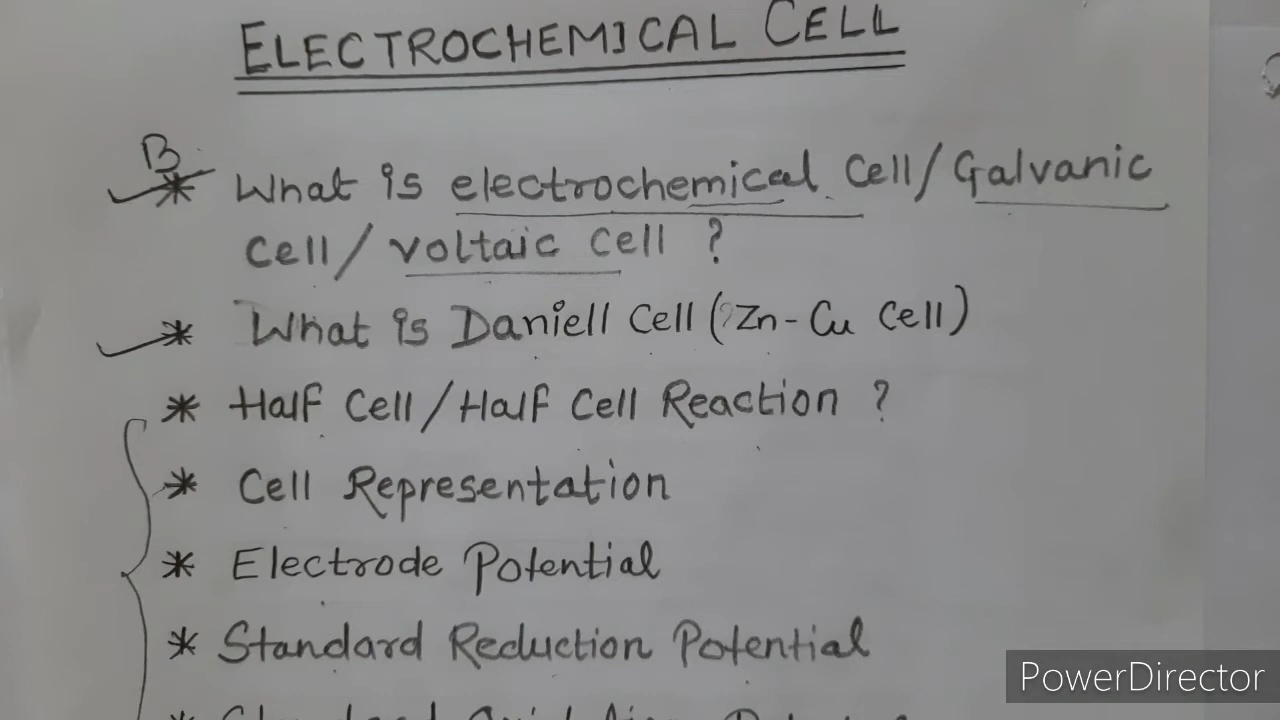 ELECTROCHEMICAL CELL
B
* What is electrochemical Cell/Galvanic
Cell/voltaic Cell ?
* What is Daniell Cell (Zn-Cu Cell)
* Half Cell/Half Cell Reaction ?
* Cell Representation
* Electrode Potential
* Standard Reduction Potential
PowerDirector